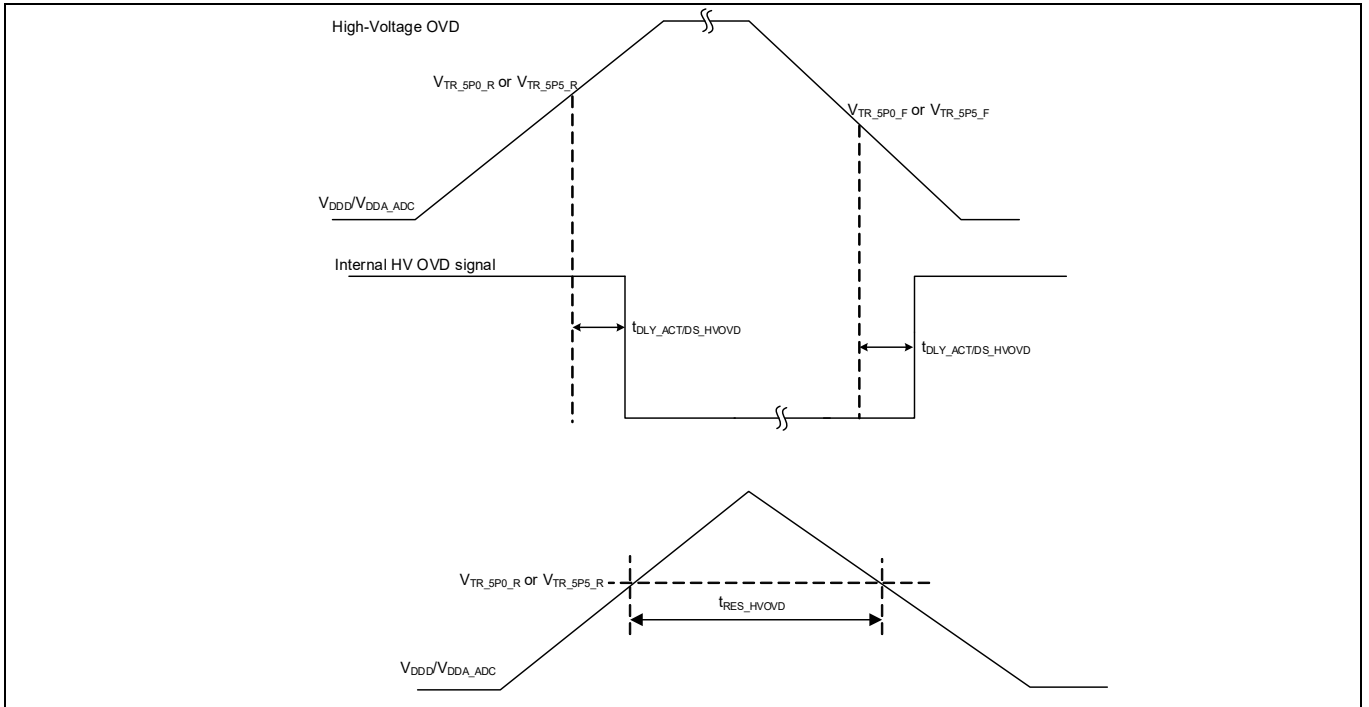 High-Voltage OVD
VTR_5P0_R or VTR_5P5_R
VTR_5P0_F or VTR_5P5_F
VDDD/VDDA_ADC
Internal HV OVD signal
tDLY_ACT/DS_HVOVD
tDLY_ACT/DS_HVOVD
VTR_5P0_R or VTR_5P5_R
tRES_HVOVD
VDDD/VDDA_ADC